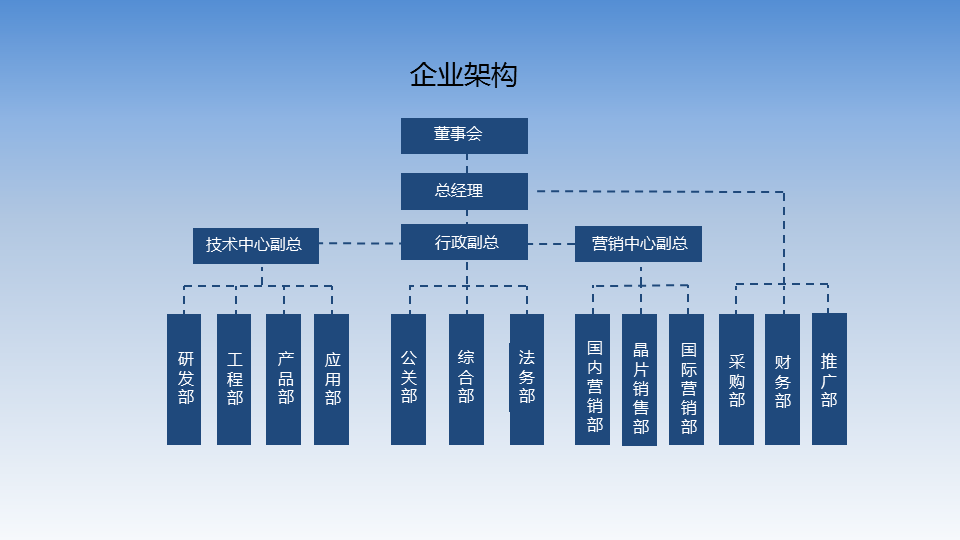 企业架构
董事会
总经理
技术中心副总
行政副总
营销中心副总
研发部
工程部
产品部
应用部
公关部
综合部
法务部
国内营销部
晶片销售部
国际营销部
采购部
财务部
推广部